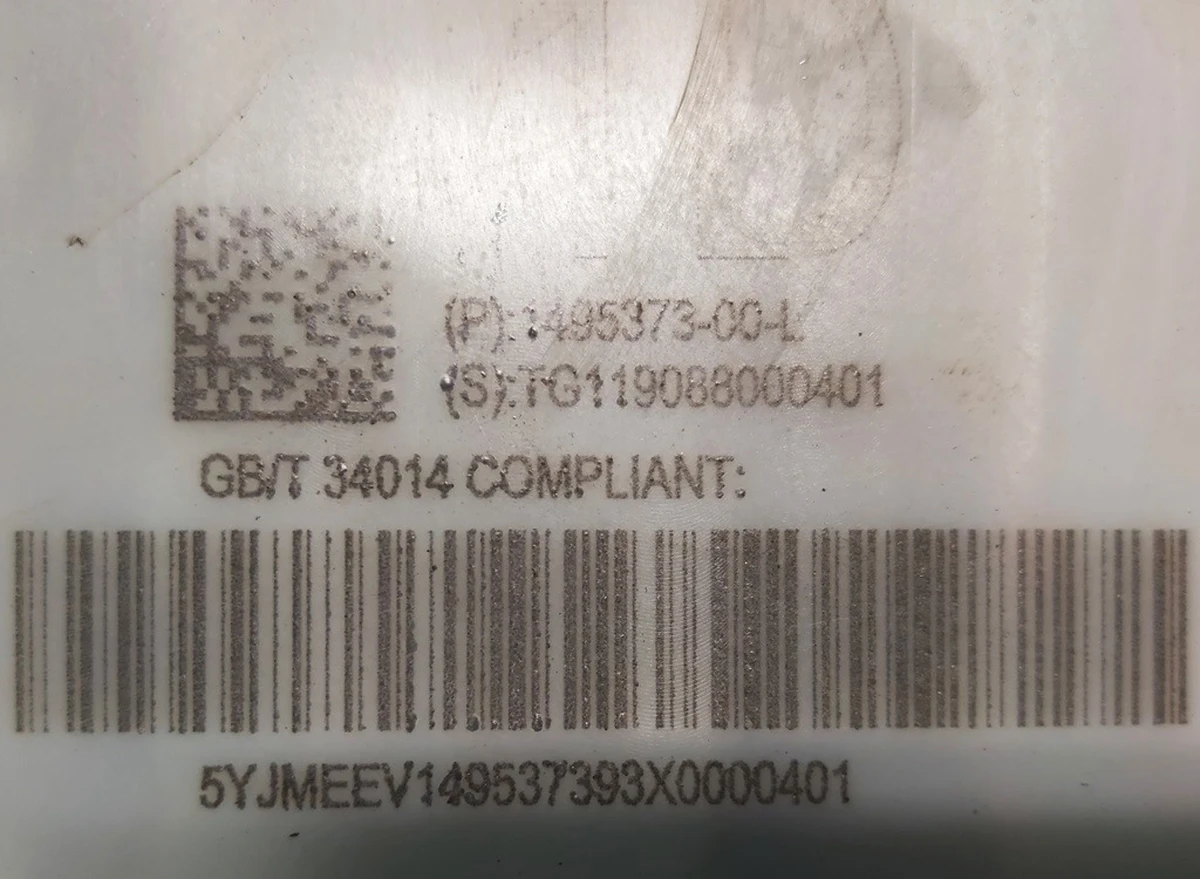 (P):1495373-00-L
(S):TG119088000401
GB/T 34014 COMPLIANT:
5YJMEEV149537393X0000401